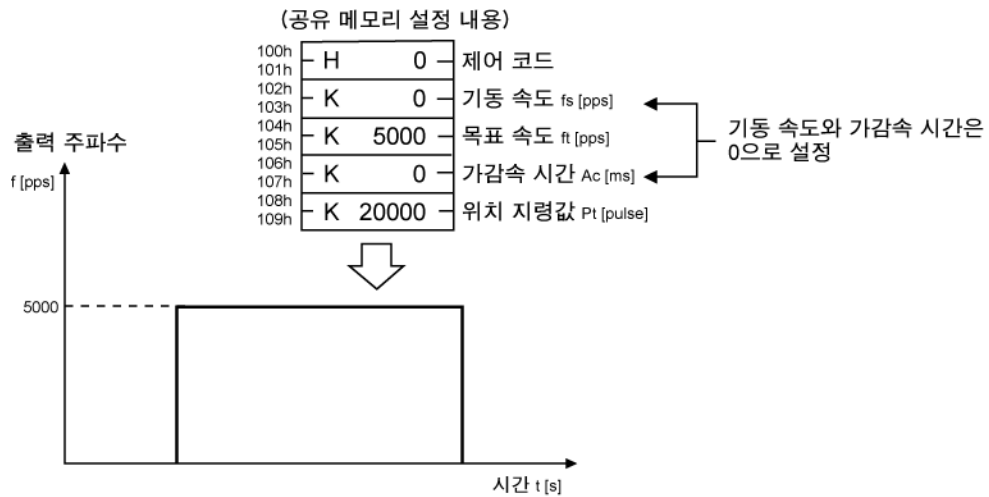 (공유 메모리 설정 내용)
100h
101h
H 0
제어 코드
102h
103h
K 0
기동 속도 fs [pps]
104h
105h
K 5000
목표 속도 ft [pps]
106h
107h
K 0
가감속 시간 Ac [ms]
108h
109h
K 20000
위치 지령값 Pt [pulse]
기동 속도와 가감속 시간은
0으로 설정
출력 주파수
f [pps]
5000
시간 t [s]